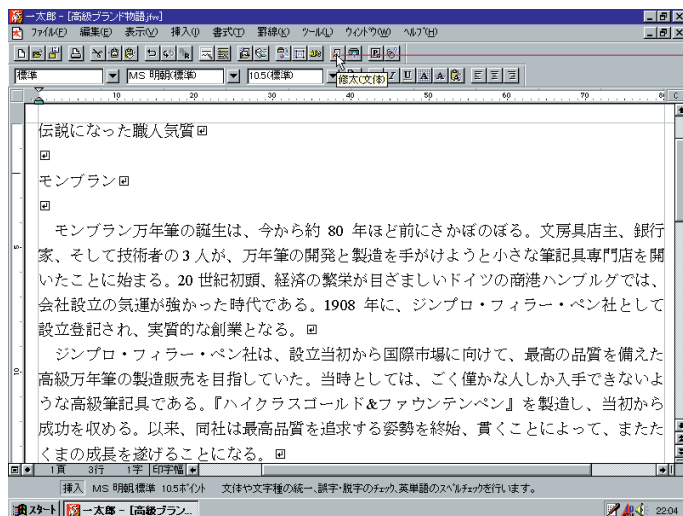 一太郎 - [高級ブランド物語.jfw]
ファイル(F) 編集(E) 表示(V) 挿入(I) 書式(T) 罫線(K) ツール(L) ウィンドウ(W) ヘルプ(H)
標準 MS 明朝(標準) 10.5(標準)
修太(文体)
10 20 30 40 50 60 70 80
伝説になった職人気質
モンブラン
モンブラン万年筆の誕生は、今から約 80 年ほど前にさかぼのぼる。文房具店主、銀行
家、そして技術者の3人が、万年筆の開発と製造を手がけようと小さな筆記具専門店を開
いたことに始まる。20 世紀初頭、経済の繁栄が目ざましいドイツの商港ハンブルグでは、
会社設立の気運が強かった時代である。1908 年に、ジンプロ・フィラー・ペン社として
設立登記され、実質的な創業となる。
ジンプロ・フィラー・ペン社は、設立当初から国際市場に向けて、最高の品質を備えた
高級万年筆の製造販売を目指していた。当時としては、ごく僅かな人しか入手できないよ
うな高級筆記具である。『ハイクラスゴールド&ファウンテンペン』を製造し、当初から
成功を収める。以来、同社は最高品質を追求する姿勢を終始、貫くことによって、またた
くまの成長を遂げることになる。
1頁 3行 1字 印字幅
挿入 MS 明朝標準 10.5ポイント 文体や文字種の統一、誤字・脱字のチェック、英単語のスペルチェックを行います。
スタート 一太郎 - [高級ブラン... 22:04